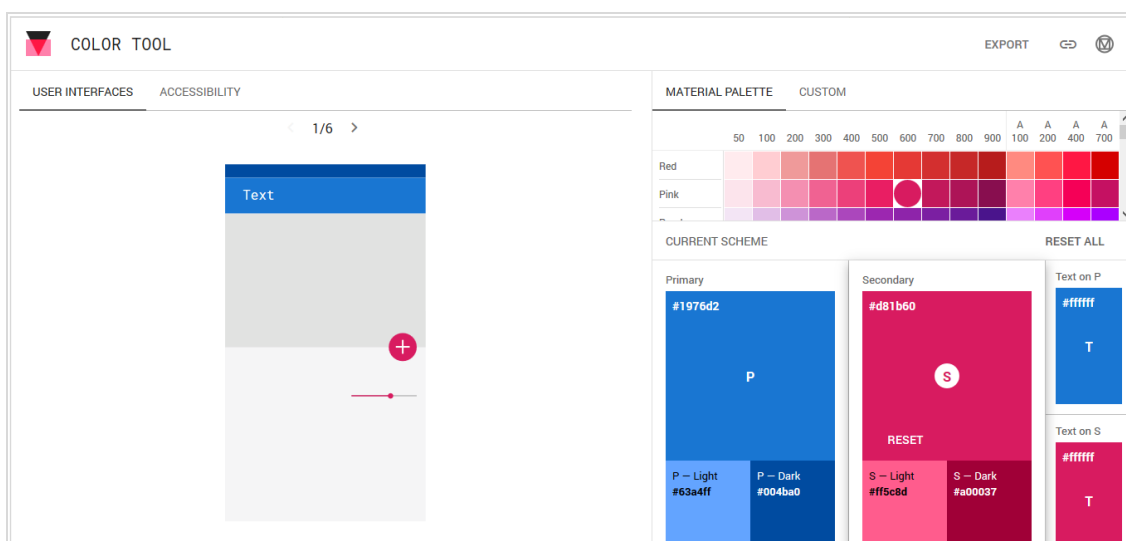 COLOR TOOL
EXPORT
USER INTERFACES ACCESSIBILITY
1/6
Text
MATERIAL PALETTE CUSTOM
50 100 200 300 400 500 600 700 800 900 A 100 A 200 A 400 A 700
Red
Pink
CURRENT SCHEME RESET ALL
Primary
#1976d2
P
P — Light
#63a4ff
P — Dark
#004ba0
Secondary
#d81b60
S
RESET
S — Light
#ff5c8d
S — Dark
#a00037
Text on P
#ffffff
T
Text on S
#ffffff
T